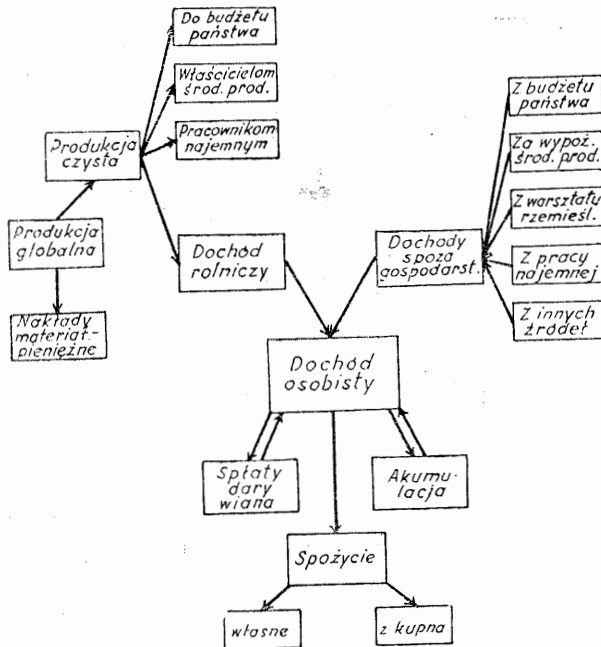 Do budżetu
państwa
Właścicielom
środ. prod.
Pracownikom
najemnym
Produkcja
czysta
Produkcja
globalna
Nakłady
materiał.-
pieniężne
Dochód
rolniczy
Dochody
spoza
gospodarst.
Z budżetu
państwa
Za wypoż.
środ. prod.
Z warsztatu
rzemieśl.
Z pracy
najemnej
Z innych
źródeł
Dochód
osobisty
Spłaty
dary
wiana
Akumu-
lacja
Spożycie
własne
z kupna